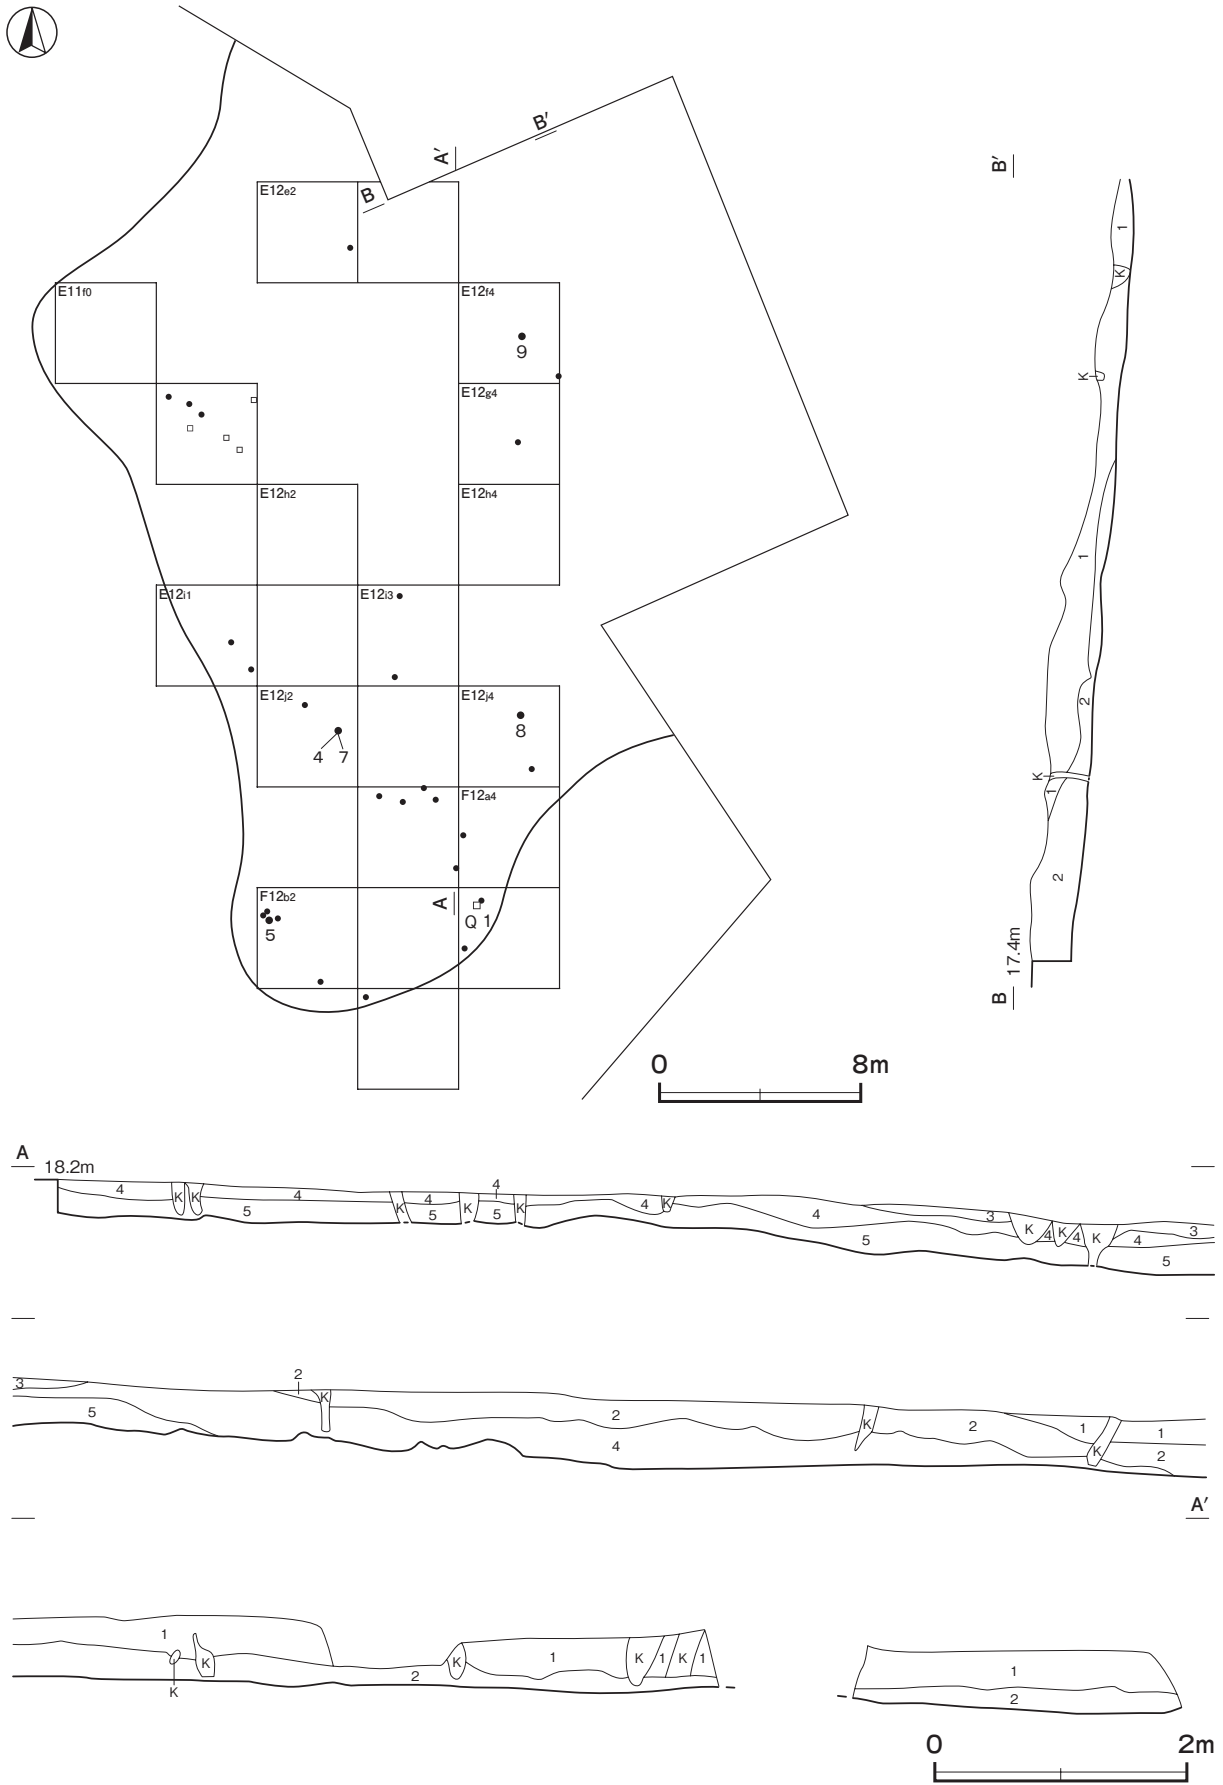 B'
A'
E12e2
B
E11f0
E12f4
9
E12g4
E12h2
E12h4
E12i1
E12i3
E12j2
E12j4
4 7
8
F12a4
F12b2
A
5
Q 1
0 8m
B'
1
K
K
1
2
K
1
2
B 17.4m
A
18.2m
4 K K 4 K 4 K 4 K 4 K 4 3 K 4 K 4 K 4 3
5 5 5 5 5
3 2 K 2 K 2 1 K 1
5 4 2
A'
1 K K 2 K 1 K 1 K 1
1
2
0 2m